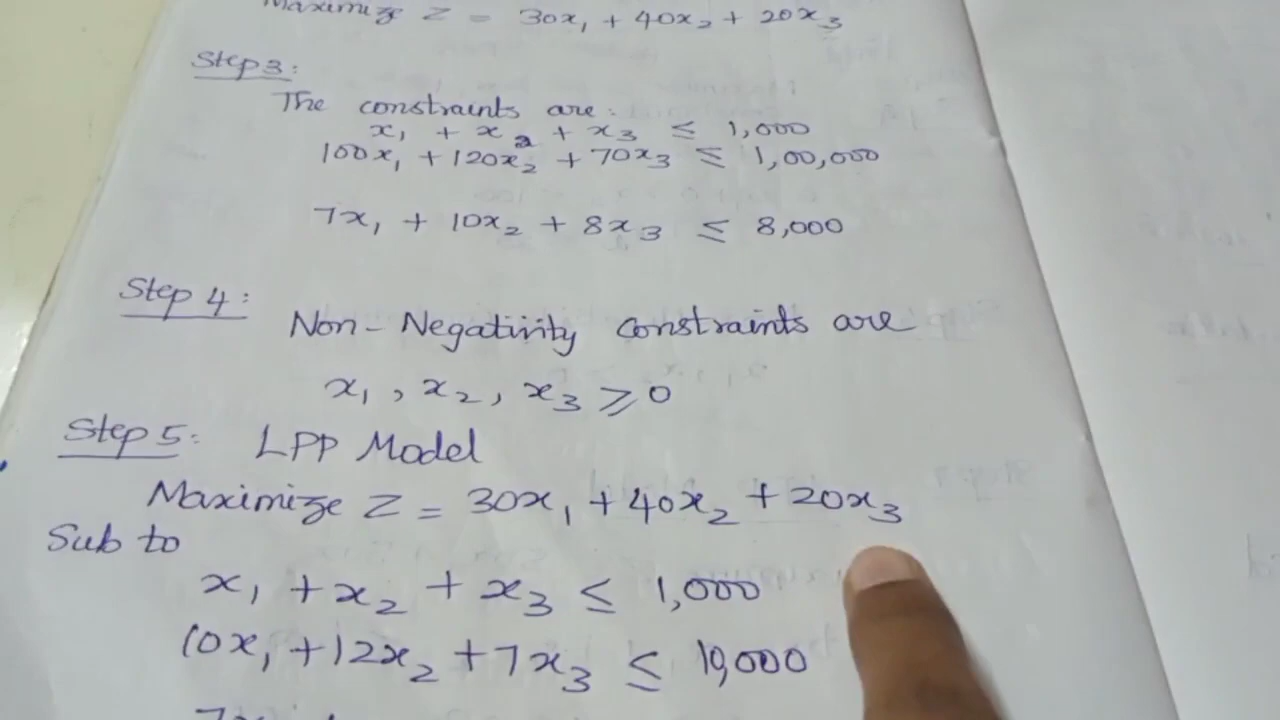 Maximize Z = 30x₁ + 40x₂ + 20x₃
Step 3:
The constraints are:
x₁ + x₂ + x₃ ≤ 1,000
100x₁ + 120x₂ + 70x₃ ≤ 1,00,000
7x₁ + 10x₂ + 8x₃ ≤ 8,000
Step 4:
Non-Negativity constraints are
x₁, x₂, x₃ ≥ 0
Step 5: LPP Model
Maximize Z = 30x₁ + 40x₂ + 20x₃
Sub to
x₁ + x₂ + x₃ ≤ 1,000
10x₁ + 12x₂ + 7x₃ ≤ 10,000